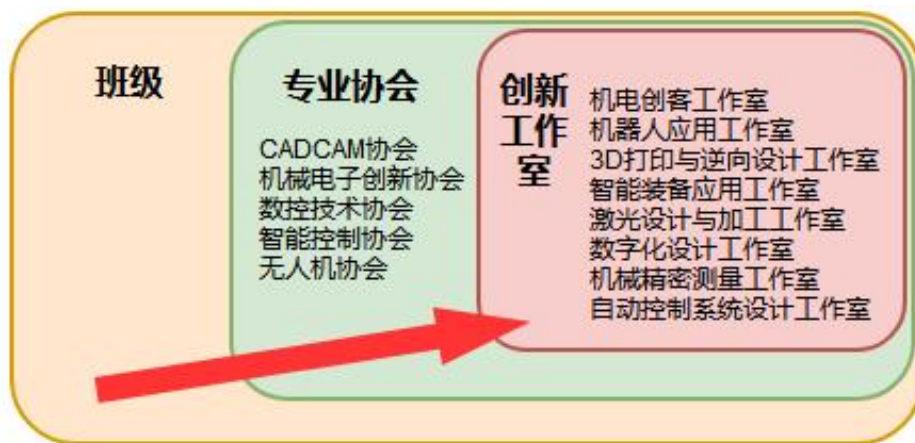 班级
专业协会
CADCAM协会
机械电子创新协会
数控技术协会
智能控制协会
无人机协会
创新
工作
室
机电创客工作室
机器人应用工作室
3D打印与逆向设计工作室
智能装备应用工作室
激光设计与加工工作室
数字化设计工作室
机械精密测量工作室
自动控制系统设计工作室